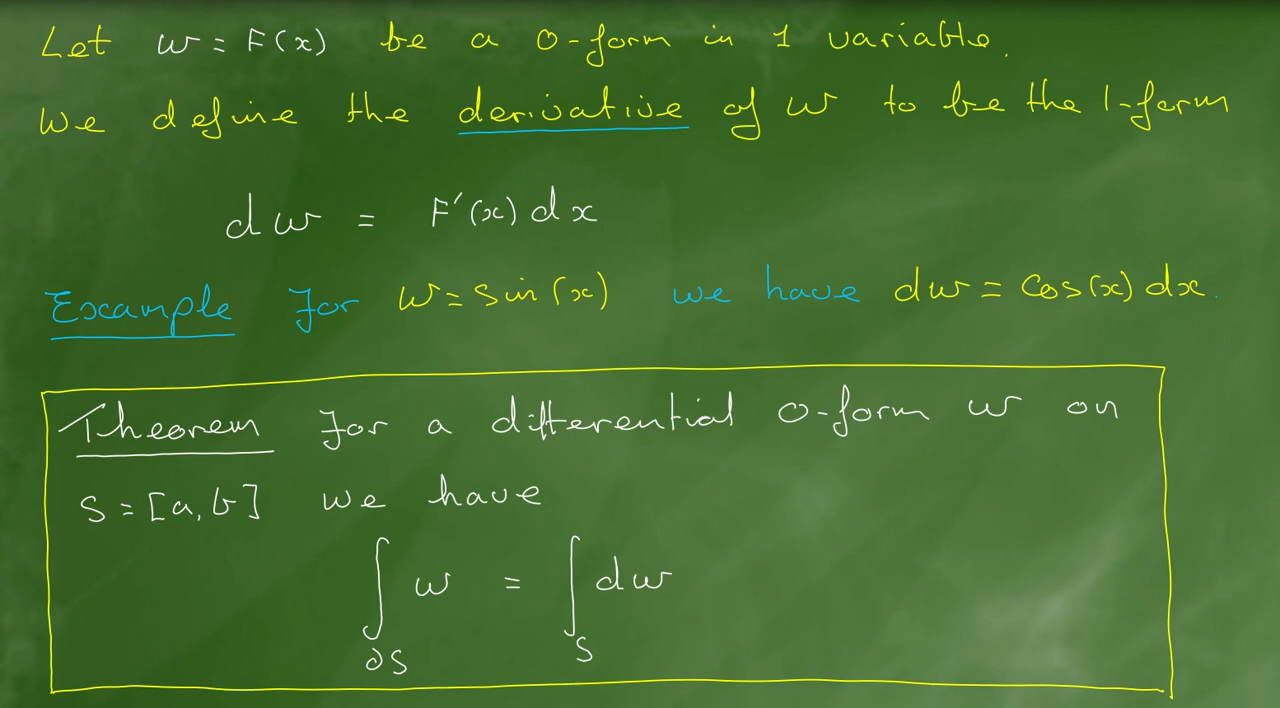 Let w = F(x) be a 0-form in 1 variable.
We define the derivative of w to be the 1-form
dw = F'(x) dx
Example For w = sin(x) we have dw = cos(x) dx.
Theorem For a differential 0-form w on
S = [a, b] we have
∫ w = ∫ dw
∂S S